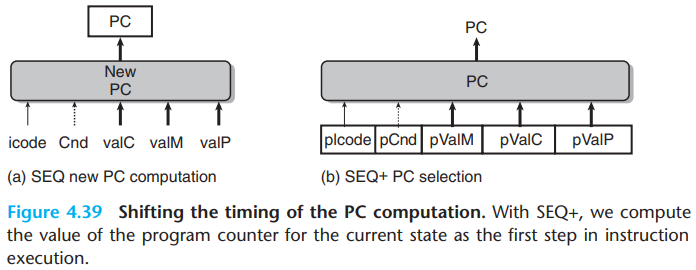 PC
New
PC
icode Cnd valC valM valP
(a) SEQ new PC computation
PC
PC
pIcode pCnd pValM pValC pValP
(b) SEQ+ PC selection
Figure 4.39 Shifting the timing of the PC computation. With SEQ+, we compute
the value of the program counter for the current state as the first step in instruction
execution.